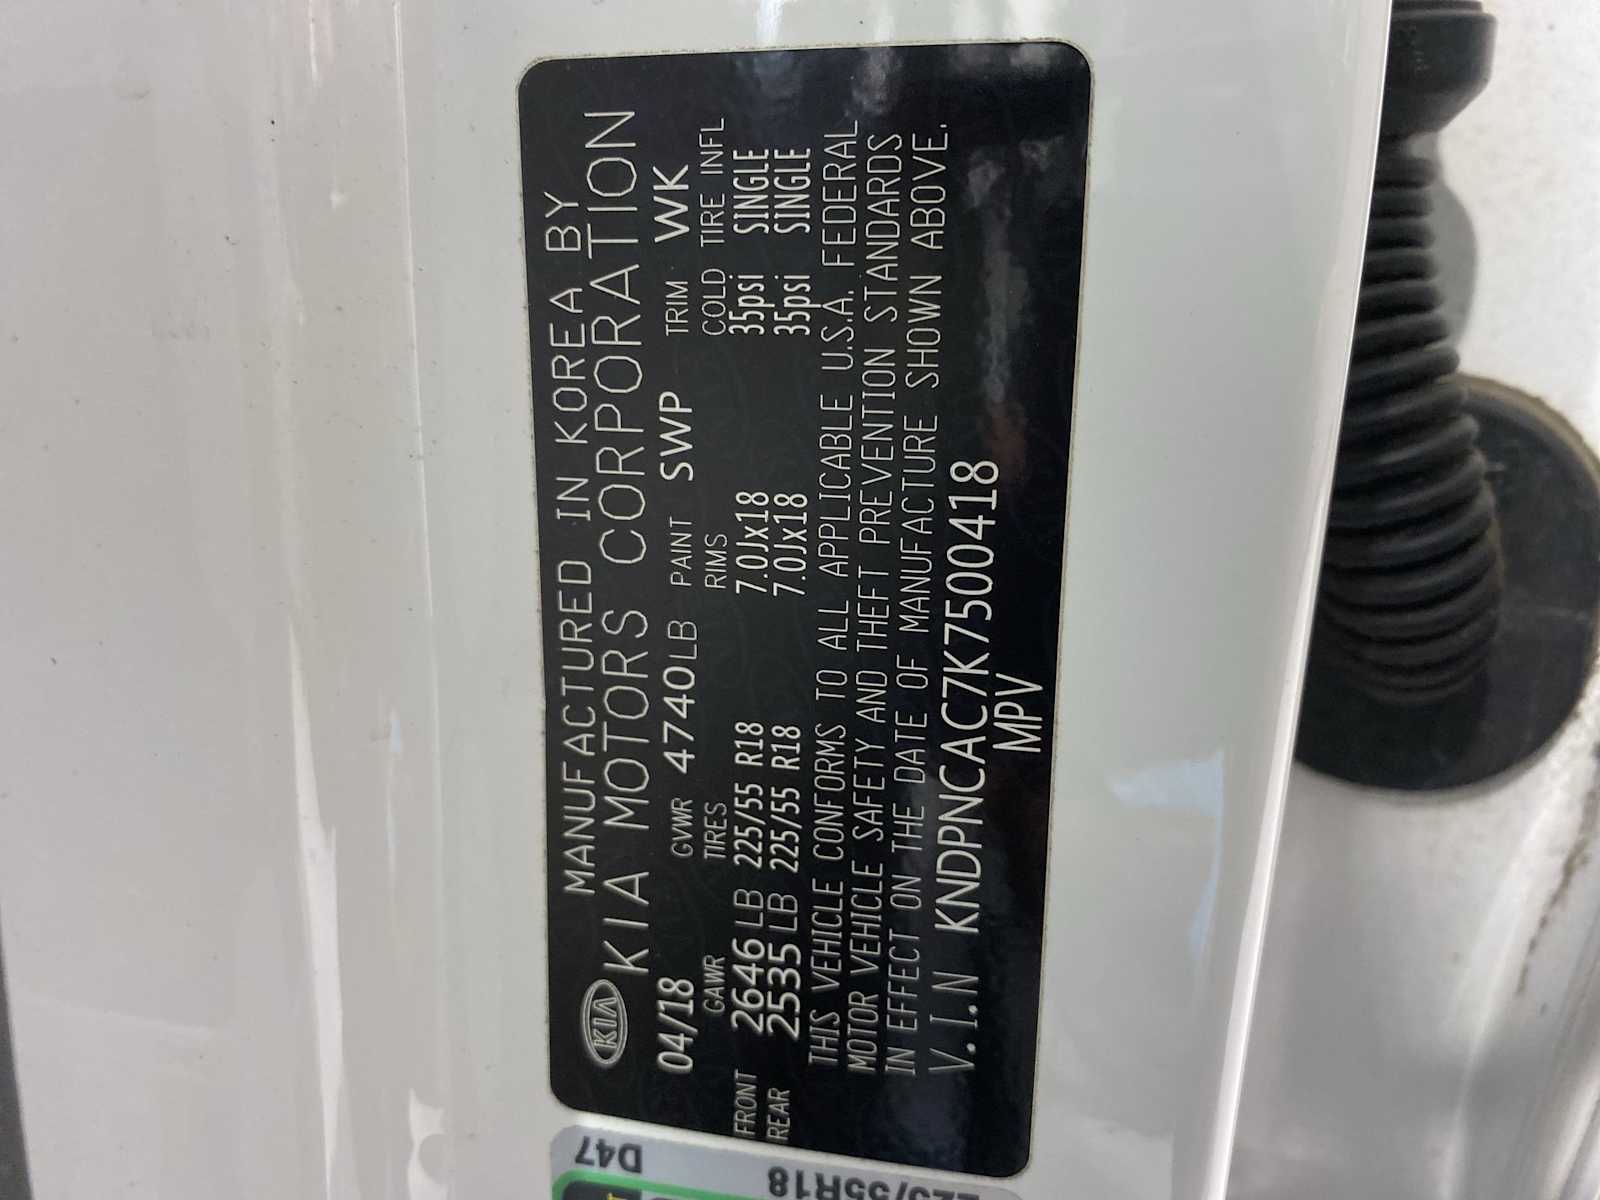 KIA
MANUFACTURED IN KOREA BY
KIA MOTORS CORPORATION
04/18 GVWR 4740LB PAINT SWP TRIM WK
GAWR TIRES RIMS COLD TIRE INFL
FRONT 2646LB 225/55 R18 7.0Jx18 35psi SINGLE
REAR 2535LB 225/55 R18 7.0Jx18 35psi SINGLE
THIS VEHICLE CONFORMS TO ALL APPLICABLE U.S.A. FEDERAL
MOTOR VEHICLE SAFETY AND THEFT PREVENTION STANDARDS
IN EFFECT ON THE DATE OF MANUFACTURE SHOWN ABOVE.
V.I.N KNDPNCAC7K7500418
MPV
D47
225/55R18